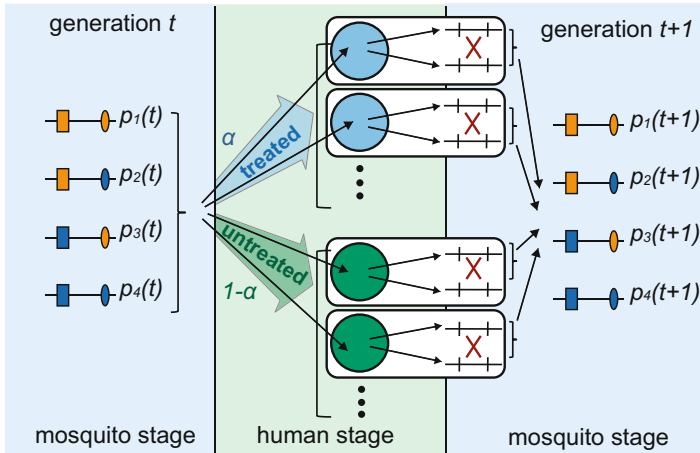 generation t
generation t+1
p1(t)
p2(t)
p3(t)
p4(t)
α
treated
untreated
1-α
p1(t+1)
p2(t+1)
p3(t+1)
p4(t+1)
mosquito stage
human stage
mosquito stage